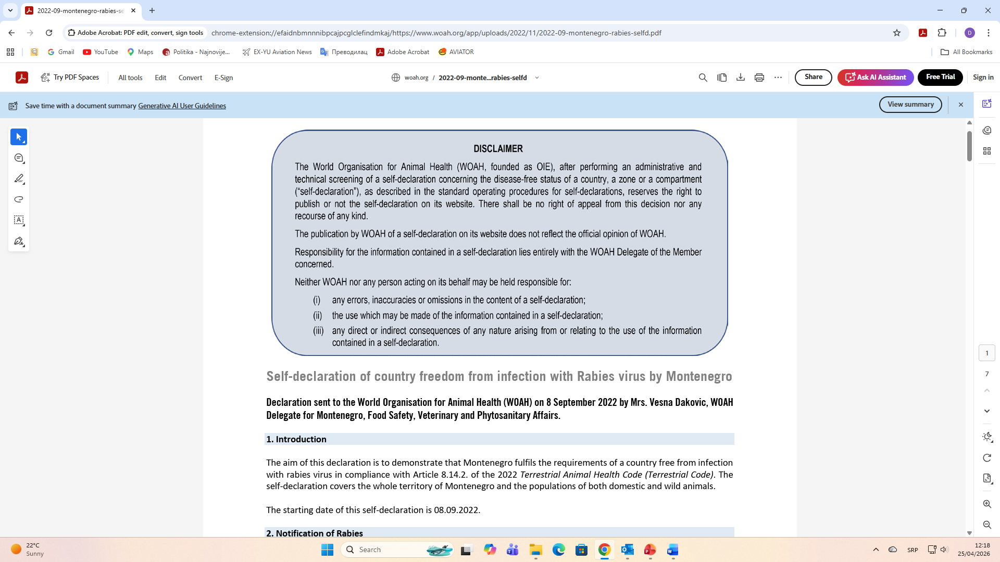 2022-09-montenegro-rabies-se
Adobe Acrobat: PDF edit, convert, sign tools
chrome-extension://efaidnbmnnnibpcajpcglclefindmkaj/https://www.woah.org/app/uploads/2022/11/2022-09-montenegro-rabies-selfd.pdf
D
Gmail
YouTube
Maps
Politika - Najnovije...
EX-YU Aviation News
Преводилац
Adobe Acrobat
AVIATOR
All Bookmarks
Try PDF Spaces
All tools
Edit
Convert
E-Sign
woah.org / 2022-09-monte...rabies-selfd
Share
Ask AI Assistant
Free Trial
Sign in
Save time with a document summary Generative AI User Guidelines
View summary
DISCLAIMER
The World Organisation for Animal Health (WOAH, founded as OIE), after performing an administrative and
technical screening of a self-declaration concerning the disease-free status of a country, a zone or a compartment
("self-declaration"), as described in the standard operating procedures for self-declarations, reserves the right to
publish or not the self-declaration on its website. There shall be no right of appeal from this decision nor any
recourse of any kind.
The publication by WOAH of a self-declaration on its website does not reflect the official opinion of WOAH.
Responsibility for the information contained in a self-declaration lies entirely with the WOAH Delegate of the Member
concerned.
Neither WOAH nor any person acting on its behalf may be held responsible for:
(i) any errors, inaccuracies or omissions in the content of a self-declaration;
(ii) the use which may be made of the information contained in a self-declaration;
(iii) any direct or indirect consequences of any nature arising from or relating to the use of the information
contained in a self-declaration.
Self-declaration of country freedom from infection with Rabies virus by Montenegro
Declaration sent to the World Organisation for Animal Health (WOAH) on 8 September 2022 by Mrs. Vesna Dakovic, WOAH
Delegate for Montenegro, Food Safety, Veterinary and Phytosanitary Affairs.
1. Introduction
The aim of this declaration is to demonstrate that Montenegro fulfils the requirements of a country free from infection
with rabies virus in compliance with Article 8.14.2. of the 2022 Terrestrial Animal Health Code (Terrestrial Code). The
self-declaration covers the whole territory of Montenegro and the populations of both domestic and wild animals.
The starting date of this self-declaration is 08.09.2022.
2. Notification of Rabies
1
7
22°C
Sunny
Search
SRP
12:18
25/04/2026